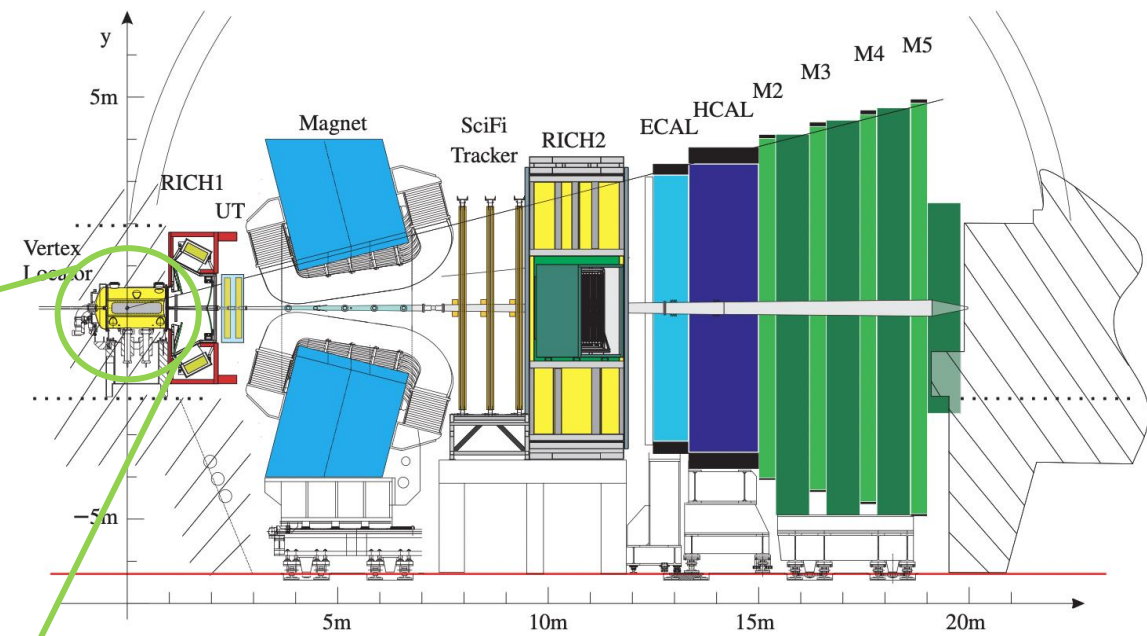 y
5m
Magnet
SciFi
Tracker
RICH2
ECAL
HCAL
M2
M3
M4
M5
RICH1
UT
Vertex
Locator
−5m
5m
10m
15m
20m